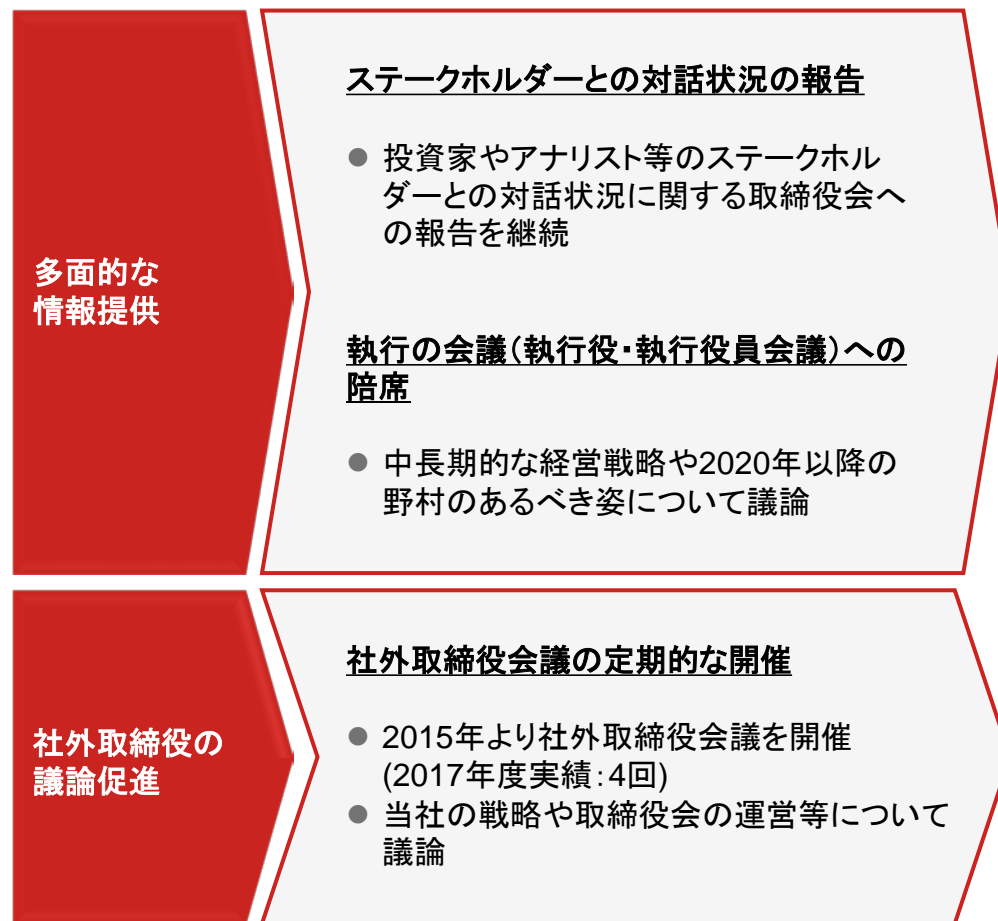 多面的な
情報提供
ステークホルダーとの対話状況の報告
● 投資家やアナリスト等のステークホル
ダーとの対話状況に関する取締役会へ
の報告を継続
執行の会議(執行役・執行役員会議)への
陪席
● 中長期的な経営戦略や2020年以降の
野村のあるべき姿について議論
社外取締役の
議論促進
社外取締役会議の定期的な開催
● 2015年より社外取締役会議を開催
(2017年度実績:4回)
● 当社の戦略や取締役会の運営等について
議論